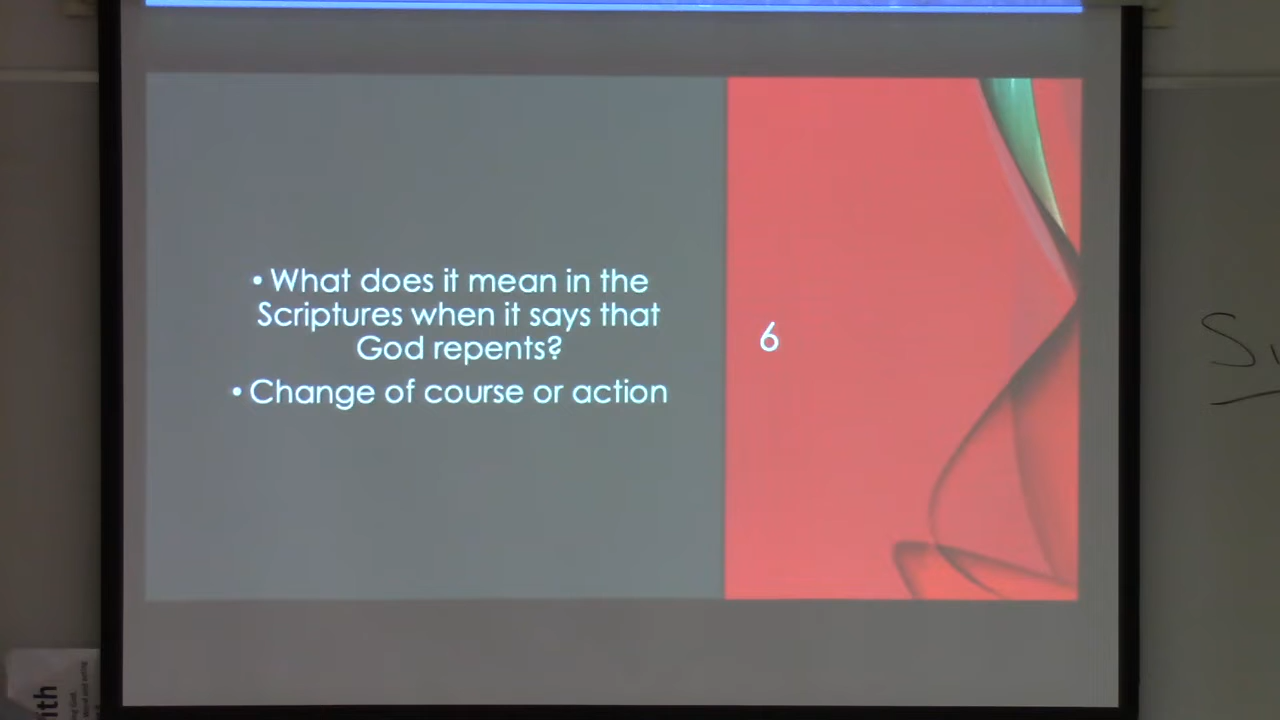 • What does it mean in the
Scriptures when it says that
God repents?
• Change of course or action
6